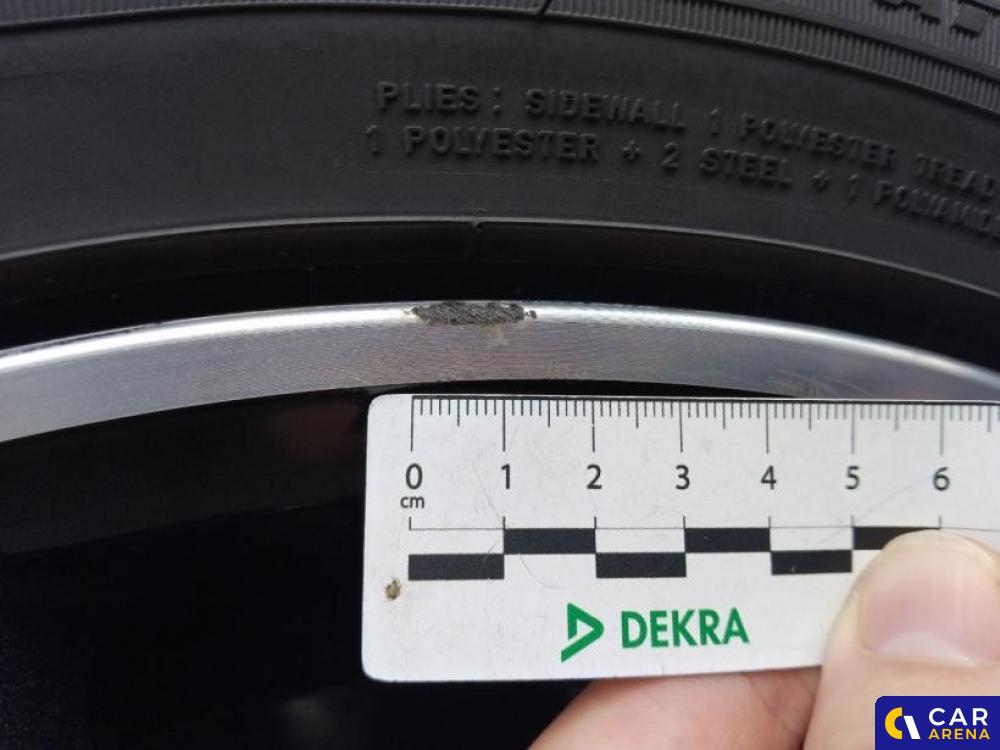 PLIES: SIDEWALL 1 POLYESTER TREAD
1 POLYESTER + 2 STEEL + 1 POLYAMIDE
0 1 2 3 4 5 6
cm
DEKRA
CAR
ARENA